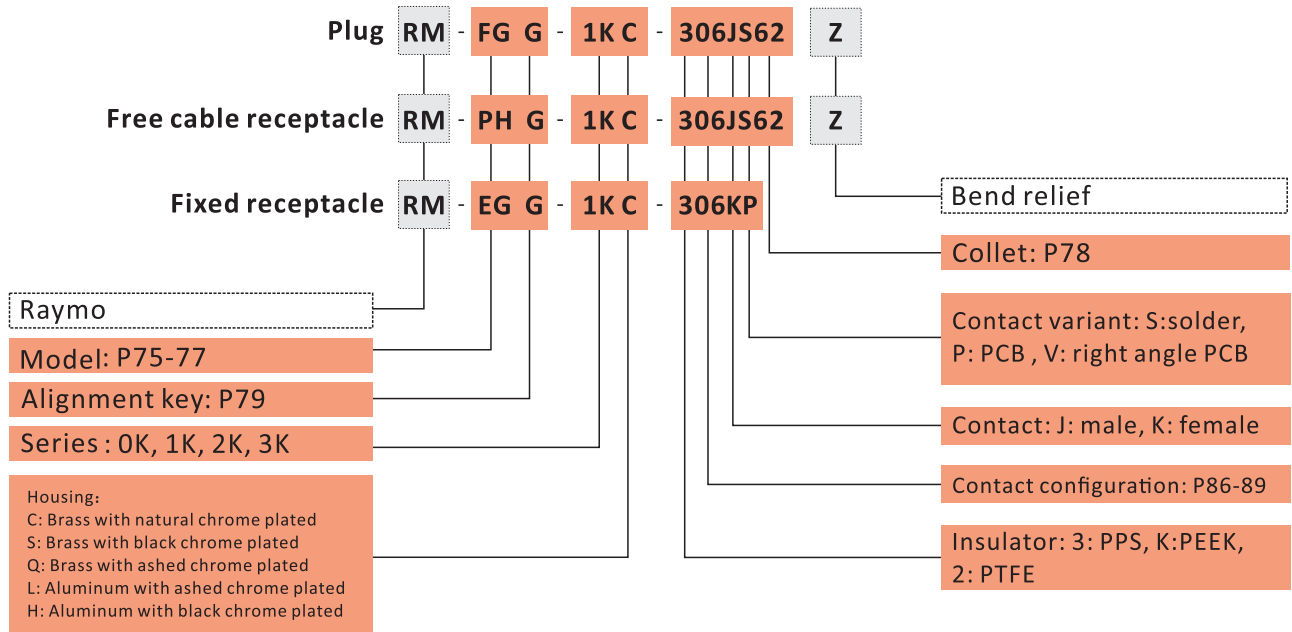 Plug RM - FG G - 1K C - 306JS62 Z
Free cable receptacle RM - PH G - 1K C - 306JS62 Z
Fixed receptacle RM - EG G - 1K C - 306KP
Bend relief
Collet: P78
Contact variant: S:solder,
P: PCB , V: right angle PCB
Contact: J: male, K: female
Contact configuration: P86-89
Insulator: 3: PPS, K:PEEK,
2: PTFE
Raymo
Model: P75-77
Alignment key: P79
Series : 0K, 1K, 2K, 3K
Housing:
C: Brass with natural chrome plated
S: Brass with black chrome plated
Q: Brass with ashed chrome plated
L: Aluminum with ashed chrome plated
H: Aluminum with black chrome plated